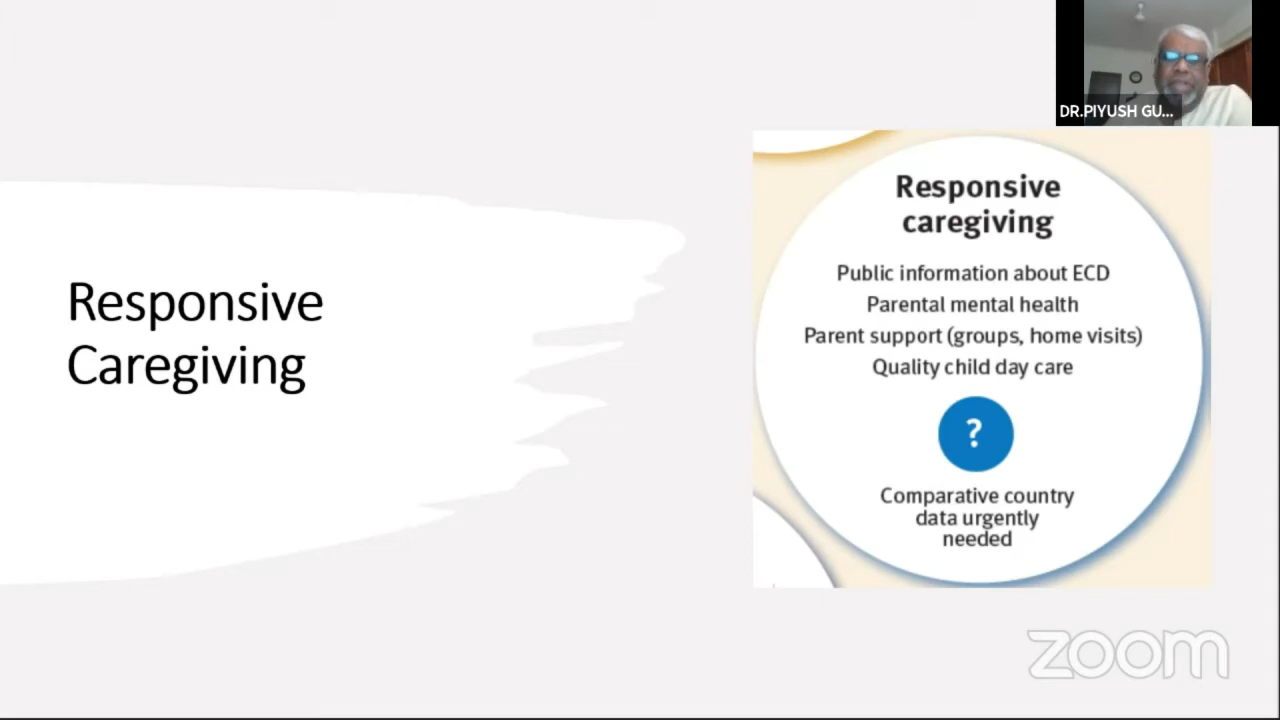 DR.PIYUSH GU...
Responsive
Caregiving
Responsive
caregiving
Public information about ECD
Parental mental health
Parent support (groups, home visits)
Quality child day care
?
Comparative country
data urgently
needed
zoom